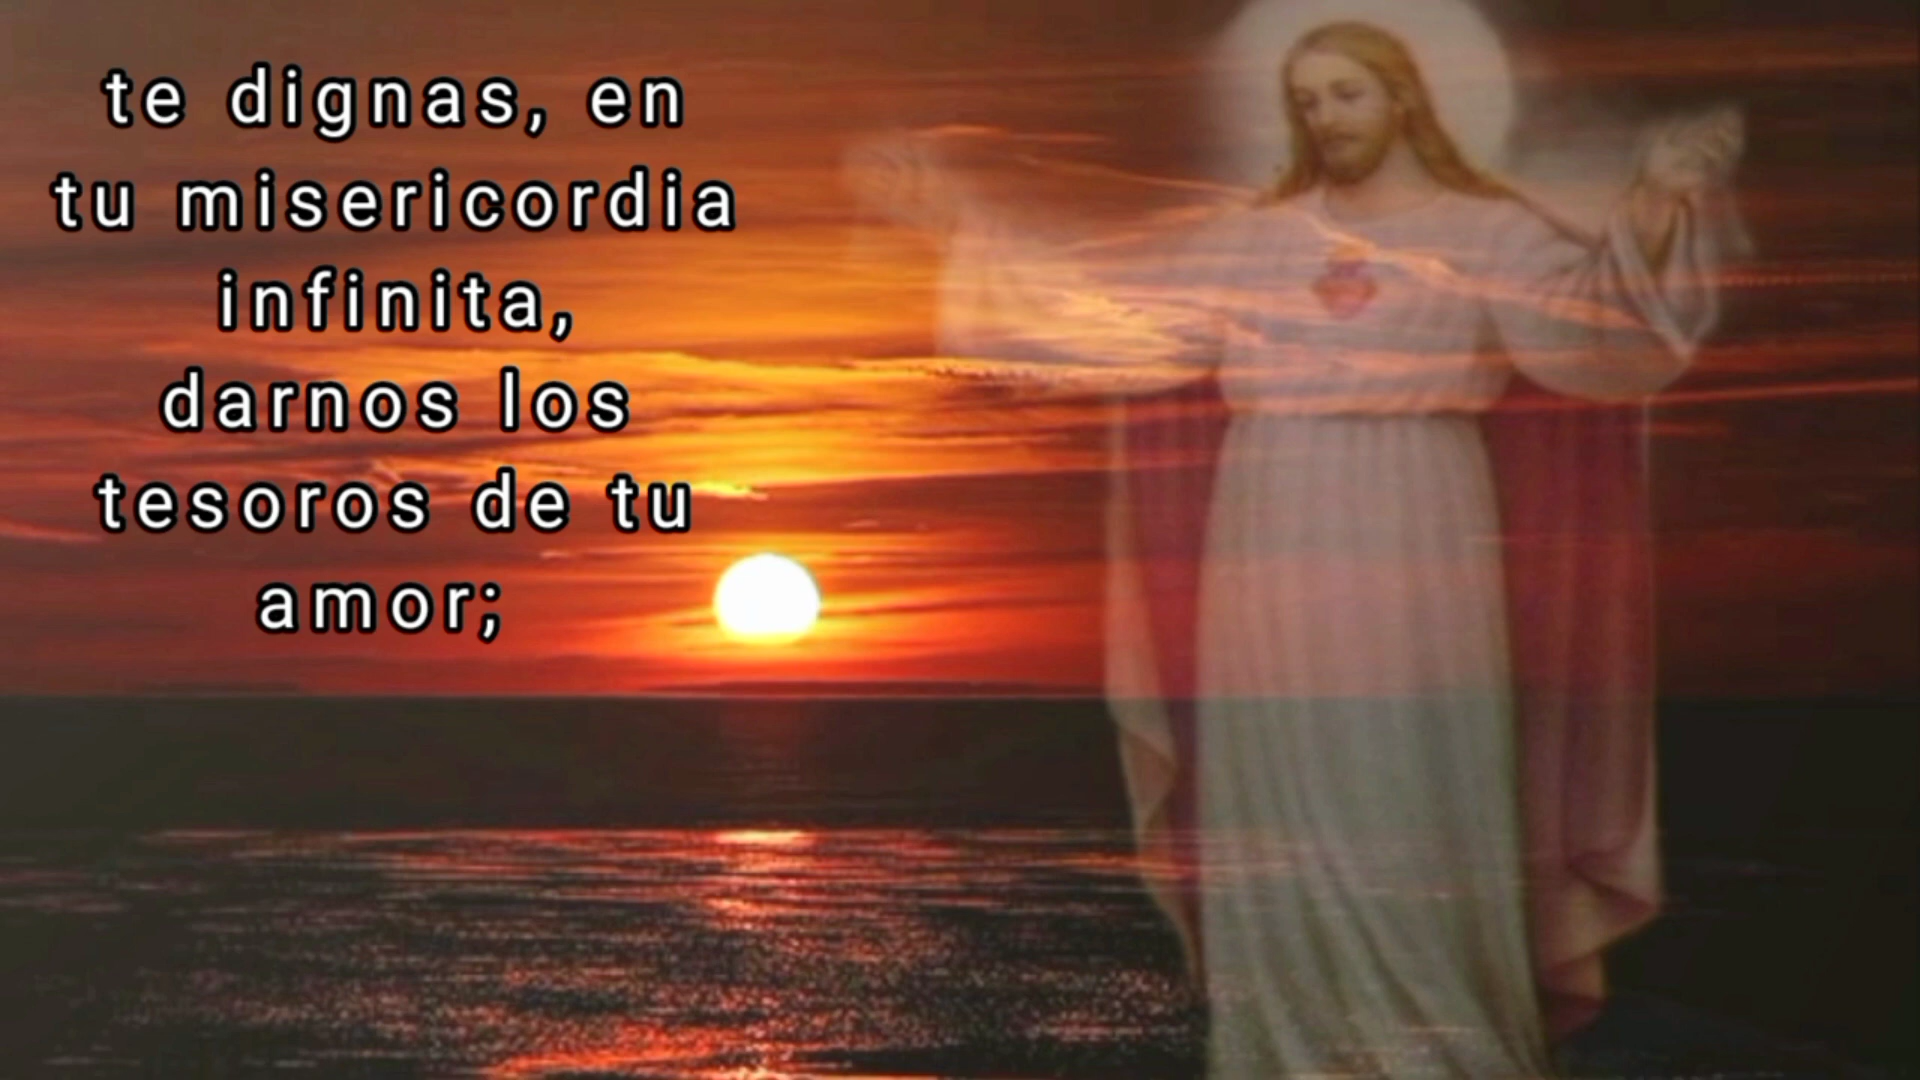 te dignas, en
tu misericordia
infinita,
darnos los
tesoros de tu
amor;